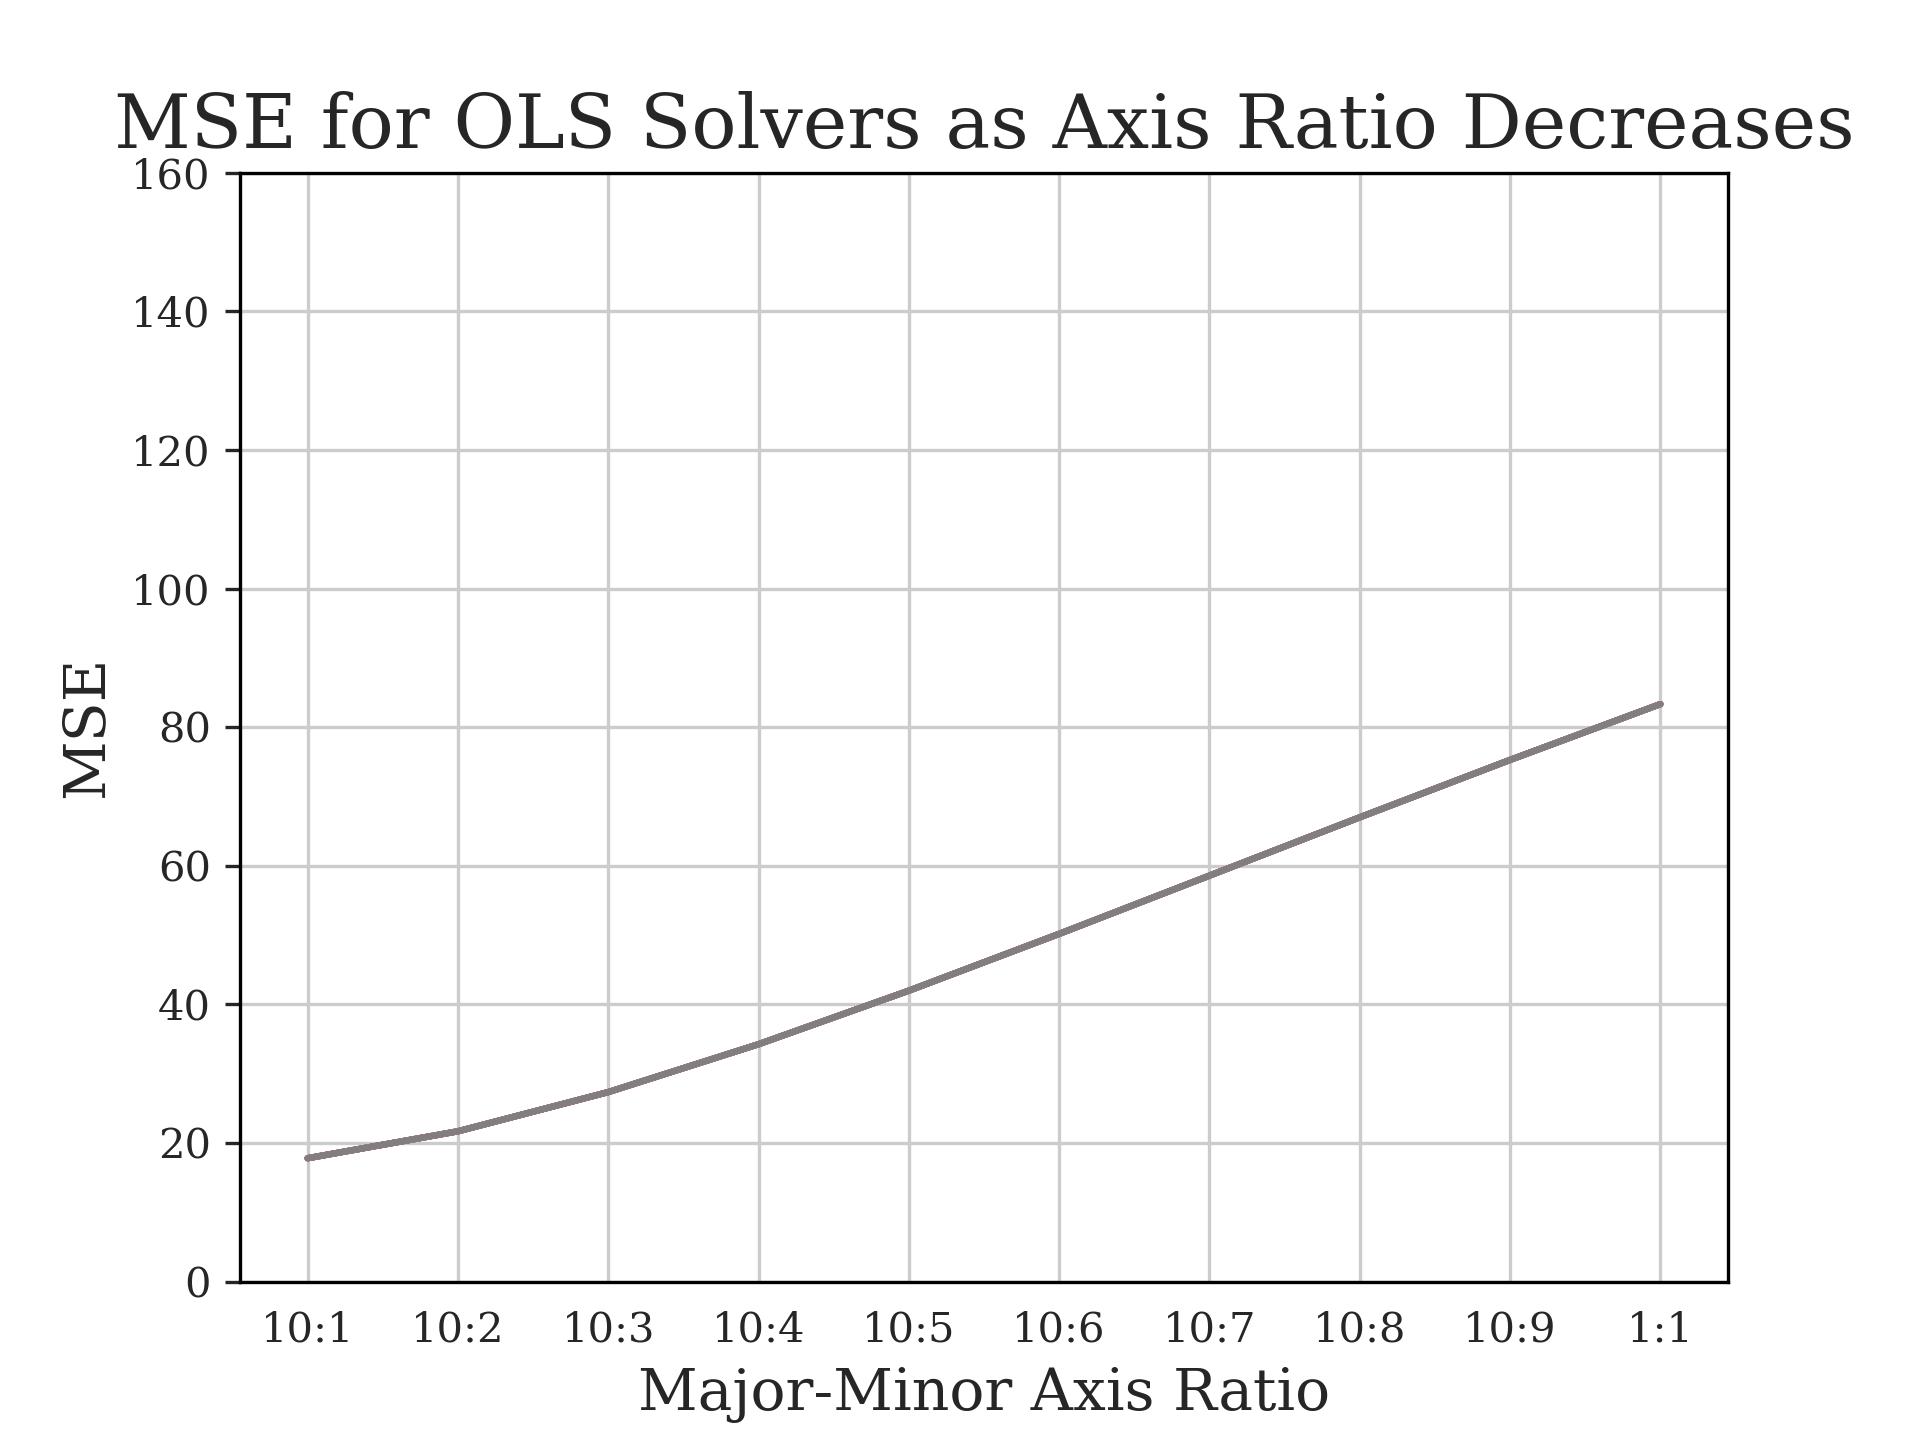 MSE for OLS Solvers as Axis Ratio Decreases
160
140
120
100
80
60
40
20
0
MSE
10:1 10:2 10:3 10:4 10:5 10:6 10:7 10:8 10:9 1:1
Major-Minor Axis Ratio